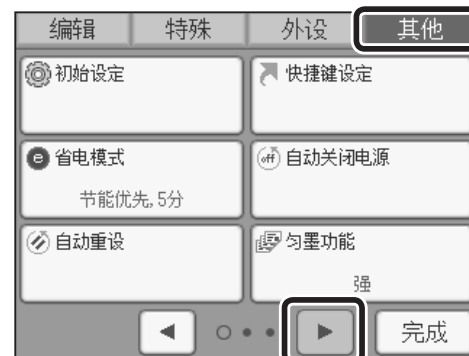 编辑 特殊 外设 其他
初始设定 快捷键设定
省电模式 off 自动关闭电源
节能优先,5分
自动重设 匀墨功能
强
完成